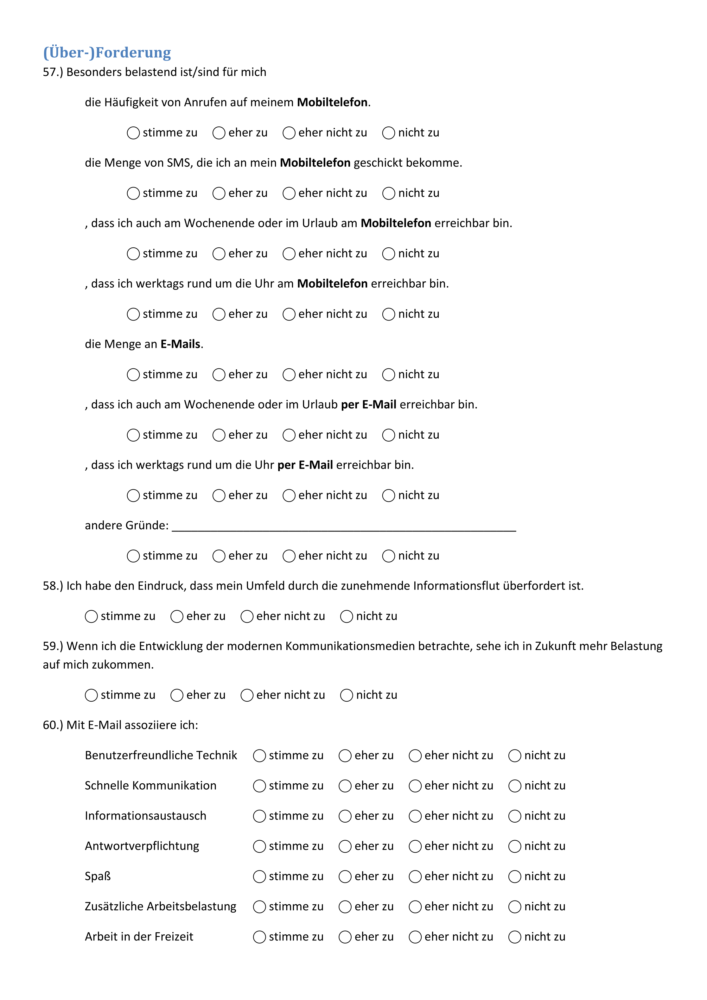 (Über-)Forderung
57.) Besonders belastend ist/sind für mich
die Häufigkeit von Anrufen auf meinem Mobiltelefon.
stimme zu eher zu eher nicht zu nicht zu
die Menge von SMS, die ich an mein Mobiltelefon geschickt bekomme.
stimme zu eher zu eher nicht zu nicht zu
, dass ich auch am Wochenende oder im Urlaub am Mobiltelefon erreichbar bin.
stimme zu eher zu eher nicht zu nicht zu
, dass ich werktags rund um die Uhr am Mobiltelefon erreichbar bin.
stimme zu eher zu eher nicht zu nicht zu
die Menge an E-Mails.
stimme zu eher zu eher nicht zu nicht zu
, dass ich auch am Wochenende oder im Urlaub per E-Mail erreichbar bin.
stimme zu eher zu eher nicht zu nicht zu
, dass ich werktags rund um die Uhr per E-Mail erreichbar bin.
stimme zu eher zu eher nicht zu nicht zu
andere Gründe: ____________________________________________________
stimme zu eher zu eher nicht zu nicht zu
58.) Ich habe den Eindruck, dass mein Umfeld durch die zunehmende Informationsflut überfordert ist.
stimme zu eher zu eher nicht zu nicht zu
59.) Wenn ich die Entwicklung der modernen Kommunikationsmedien betrachte, sehe ich in Zukunft mehr Belastung
auf mich zukommen.
stimme zu eher zu eher nicht zu nicht zu
60.) Mit E-Mail assoziiere ich:
Benutzerfreundliche Technik stimme zu eher zu eher nicht zu nicht zu
Schnelle Kommunikation stimme zu eher zu eher nicht zu nicht zu
Informationsaustausch stimme zu eher zu eher nicht zu nicht zu
Antwortverpflichtung stimme zu eher zu eher nicht zu nicht zu
Spaß stimme zu eher zu eher nicht zu nicht zu
Zusätzliche Arbeitsbelastung stimme zu eher zu eher nicht zu nicht zu
Arbeit in der Freizeit stimme zu eher zu eher nicht zu nicht zu